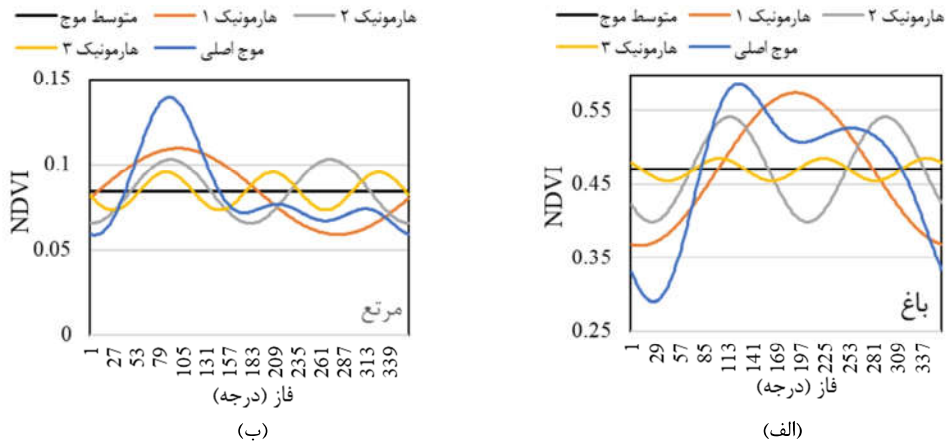 متوسط موج هارمونیک ۱ هارمونیک ۲
هارمونیک ۳ موج اصلی
NDVI
0.15
0.1
0.05
0
مرتع
1 27 53 79 105 131 157 183 209 235 261 287 313 339
فاز (درجه)
(ب)
متوسط موج هارمونیک ۱ هارمونیک ۲
هارمونیک ۳ موج اصلی
NDVI
0.55
0.45
0.35
0.25
باغ
1 29 57 85 113 141 169 197 225 253 281 309 337
فاز (درجه)
(الف)